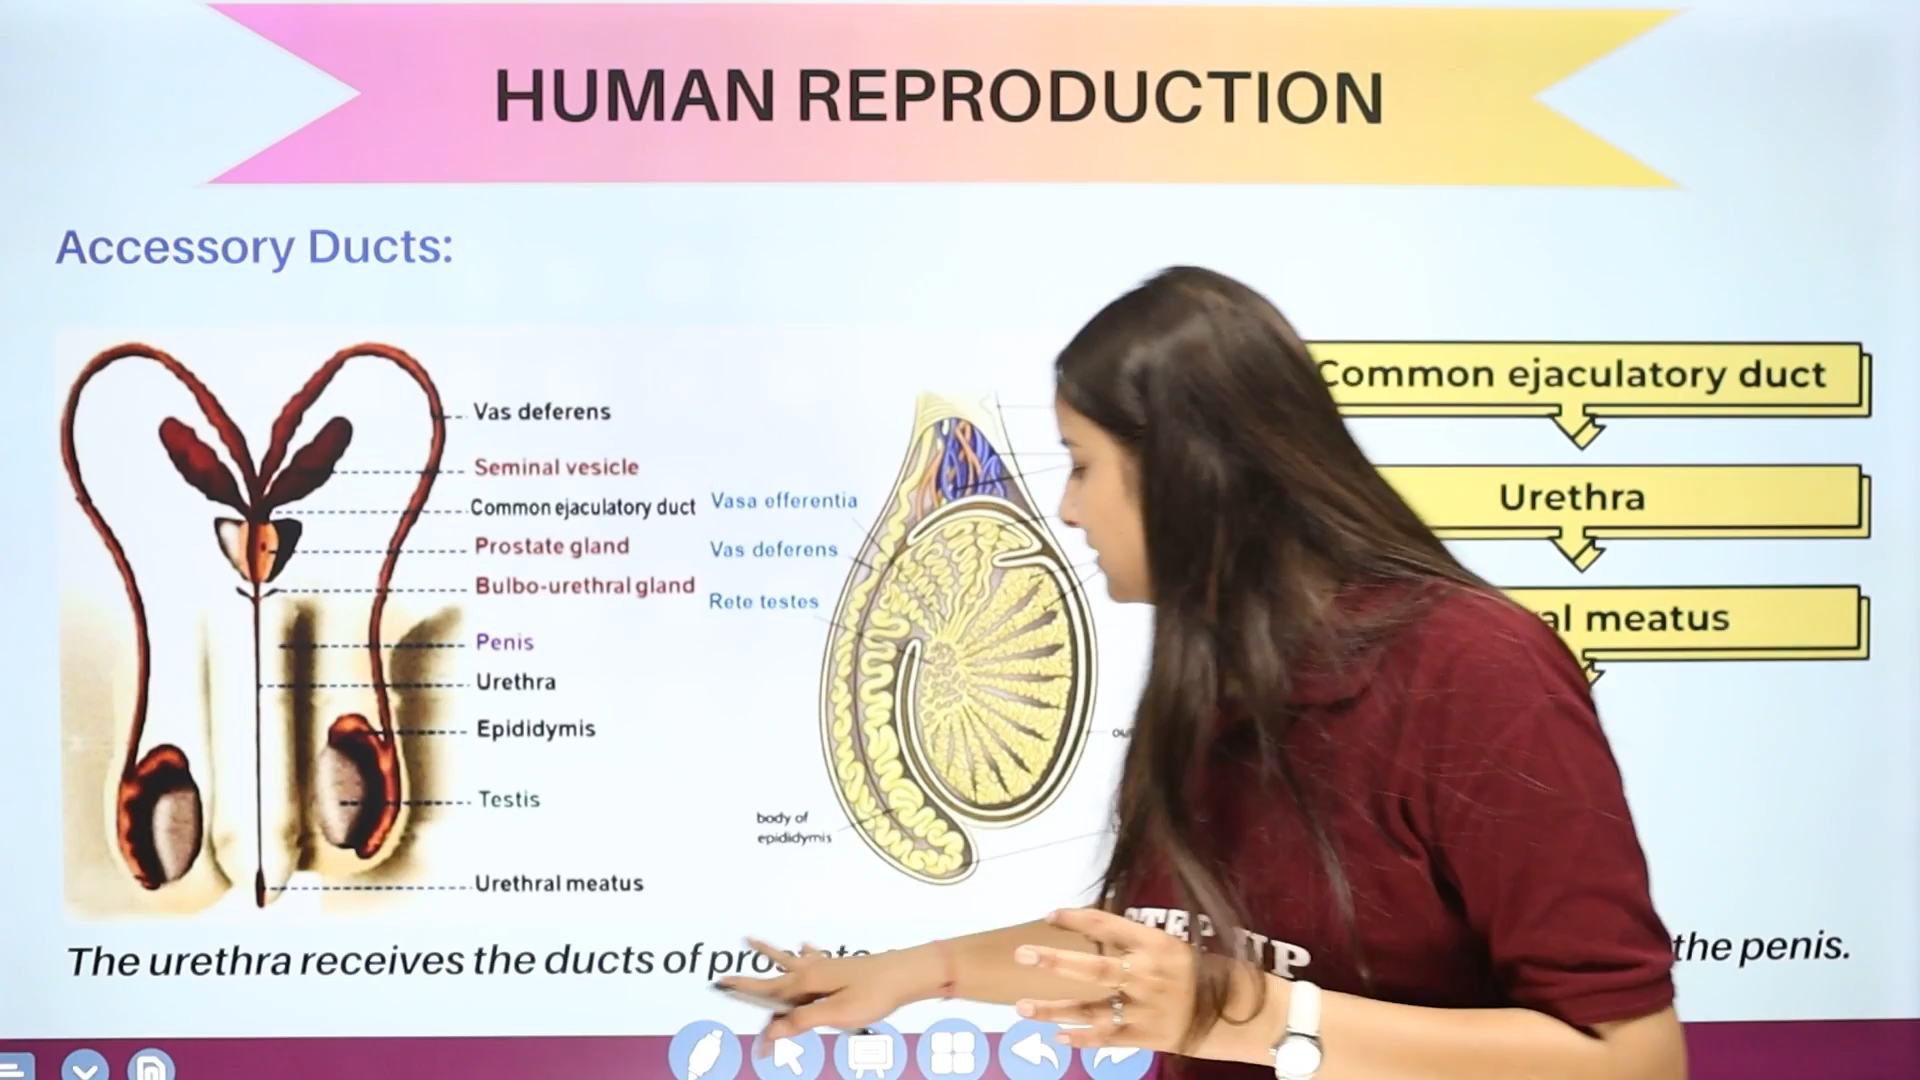 HUMAN REPRODUCTION
Accessory Ducts:
Vas deferens
Seminal vesicle
Common ejaculatory duct
Prostate gland
Bulbo-urethral gland
Penis
Urethra
Epididymis
Testis
Urethral meatus
Vasa efferentia
Vas deferens
Rete testes
body of
epididymis
Common ejaculatory duct
Urethra
meatus
The urethra receives the ducts of the penis.
UP